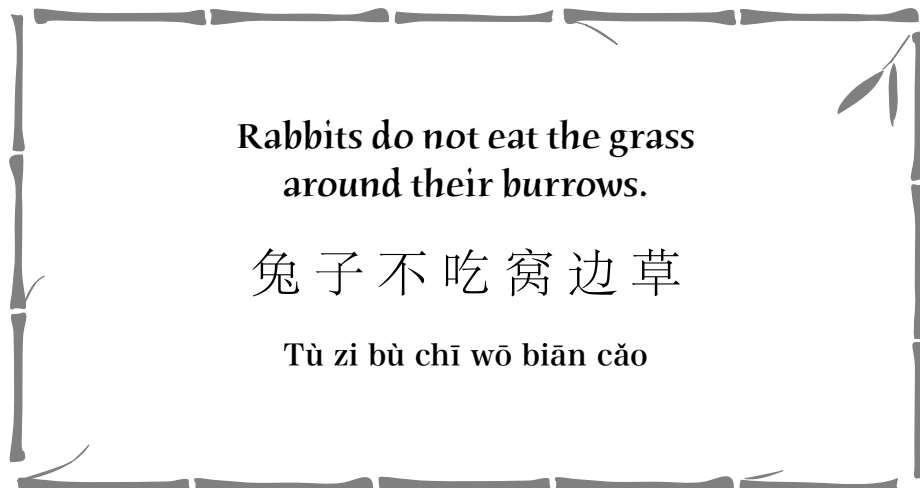 Rabbits do not eat the grass
around their burrows.
兔子不吃窝边草
Tù zi bù chī wō biān cǎo